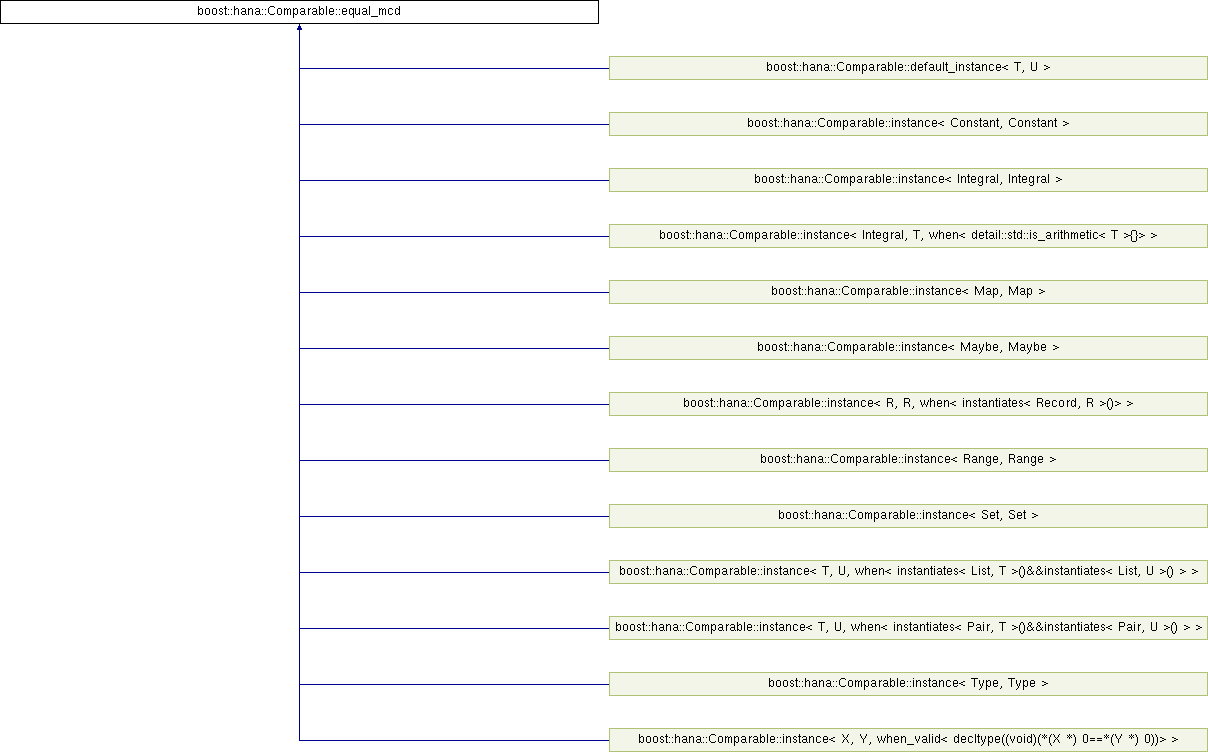 boost::hana::Comparable::equal_mcd
boost::hana::Comparable::default_instance< T, U >
boost::hana::Comparable::instance< Constant, Constant >
boost::hana::Comparable::instance< Integral, Integral >
boost::hana::Comparable::instance< Integral, T, when< detail::std::is_arithmetic< T >{}> >
boost::hana::Comparable::instance< Map, Map >
boost::hana::Comparable::instance< Maybe, Maybe >
boost::hana::Comparable::instance< R, R, when< instantiates< Record, R >()> >
boost::hana::Comparable::instance< Range, Range >
boost::hana::Comparable::instance< Set, Set >
boost::hana::Comparable::instance< T, U, when< instantiates< List, T >()&&instantiates< List, U >() > >
boost::hana::Comparable::instance< T, U, when< instantiates< Pair, T >()&&instantiates< Pair, U >() > >
boost::hana::Comparable::instance< Type, Type >
boost::hana::Comparable::instance< X, Y, when_valid< decltype((void)(*(X *) 0==*(Y *) 0))> >